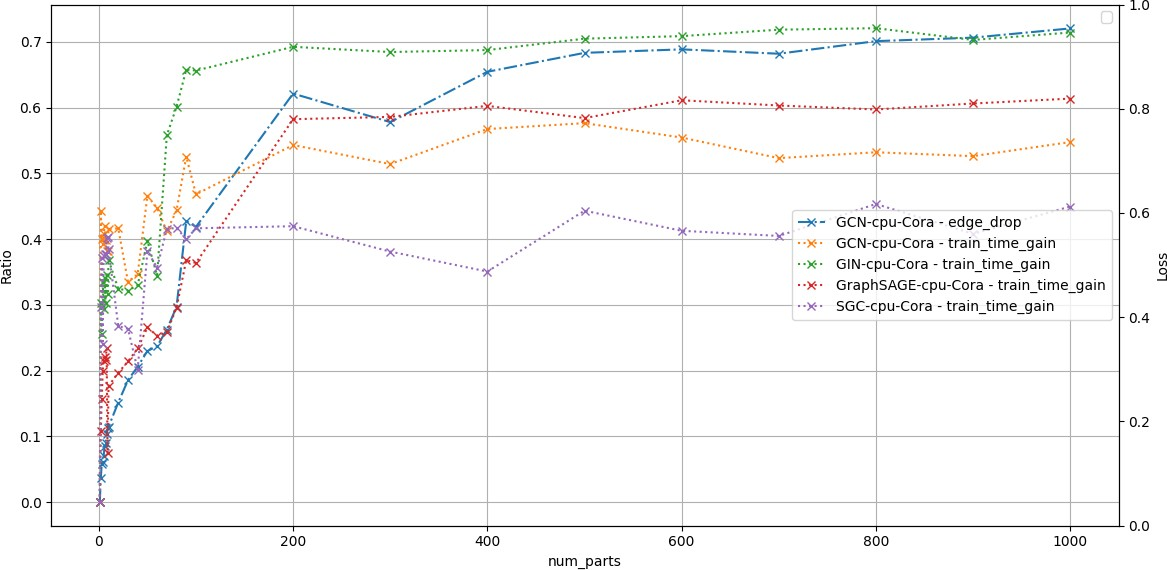 1.0
0.7
0.6
0.8
0.5
0.6
GCN-cpu-Cora - edge_drop
GCN-cpu-Cora - train_time_gain
GIN-cpu-Cora - train_time_gain
GraphSAGE-cpu-Cora - train_time_gain
SGC-cpu-Cora - train_time_gain
0.4
Ratio
Loss
0.3
0.4
0.2
0.2
0.1
0.0
0.0
0 200 400 600 800 1000
num_parts